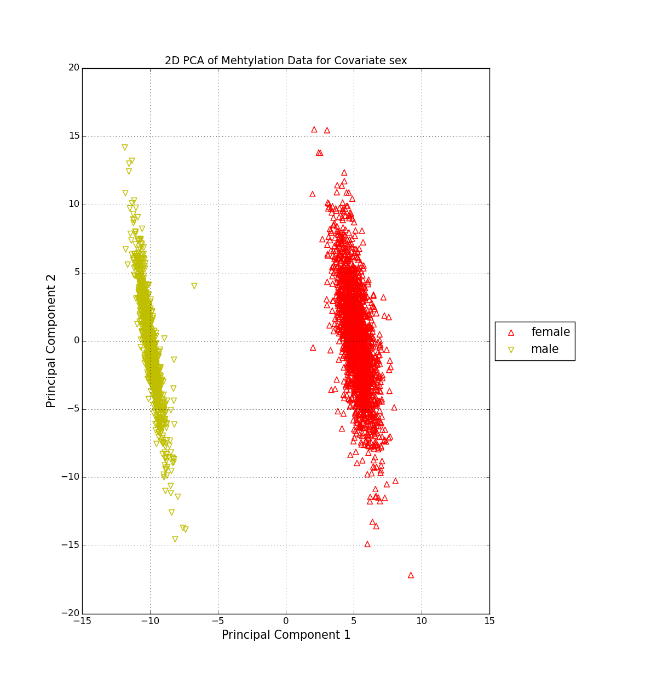 2D PCA of Mehtylation Data for Covariate sex
20
15
10
5
0
−5
−10
−15
−20
Principal Component 2
−15 −10 −5 0 5 10 15
Principal Component 1
female
male